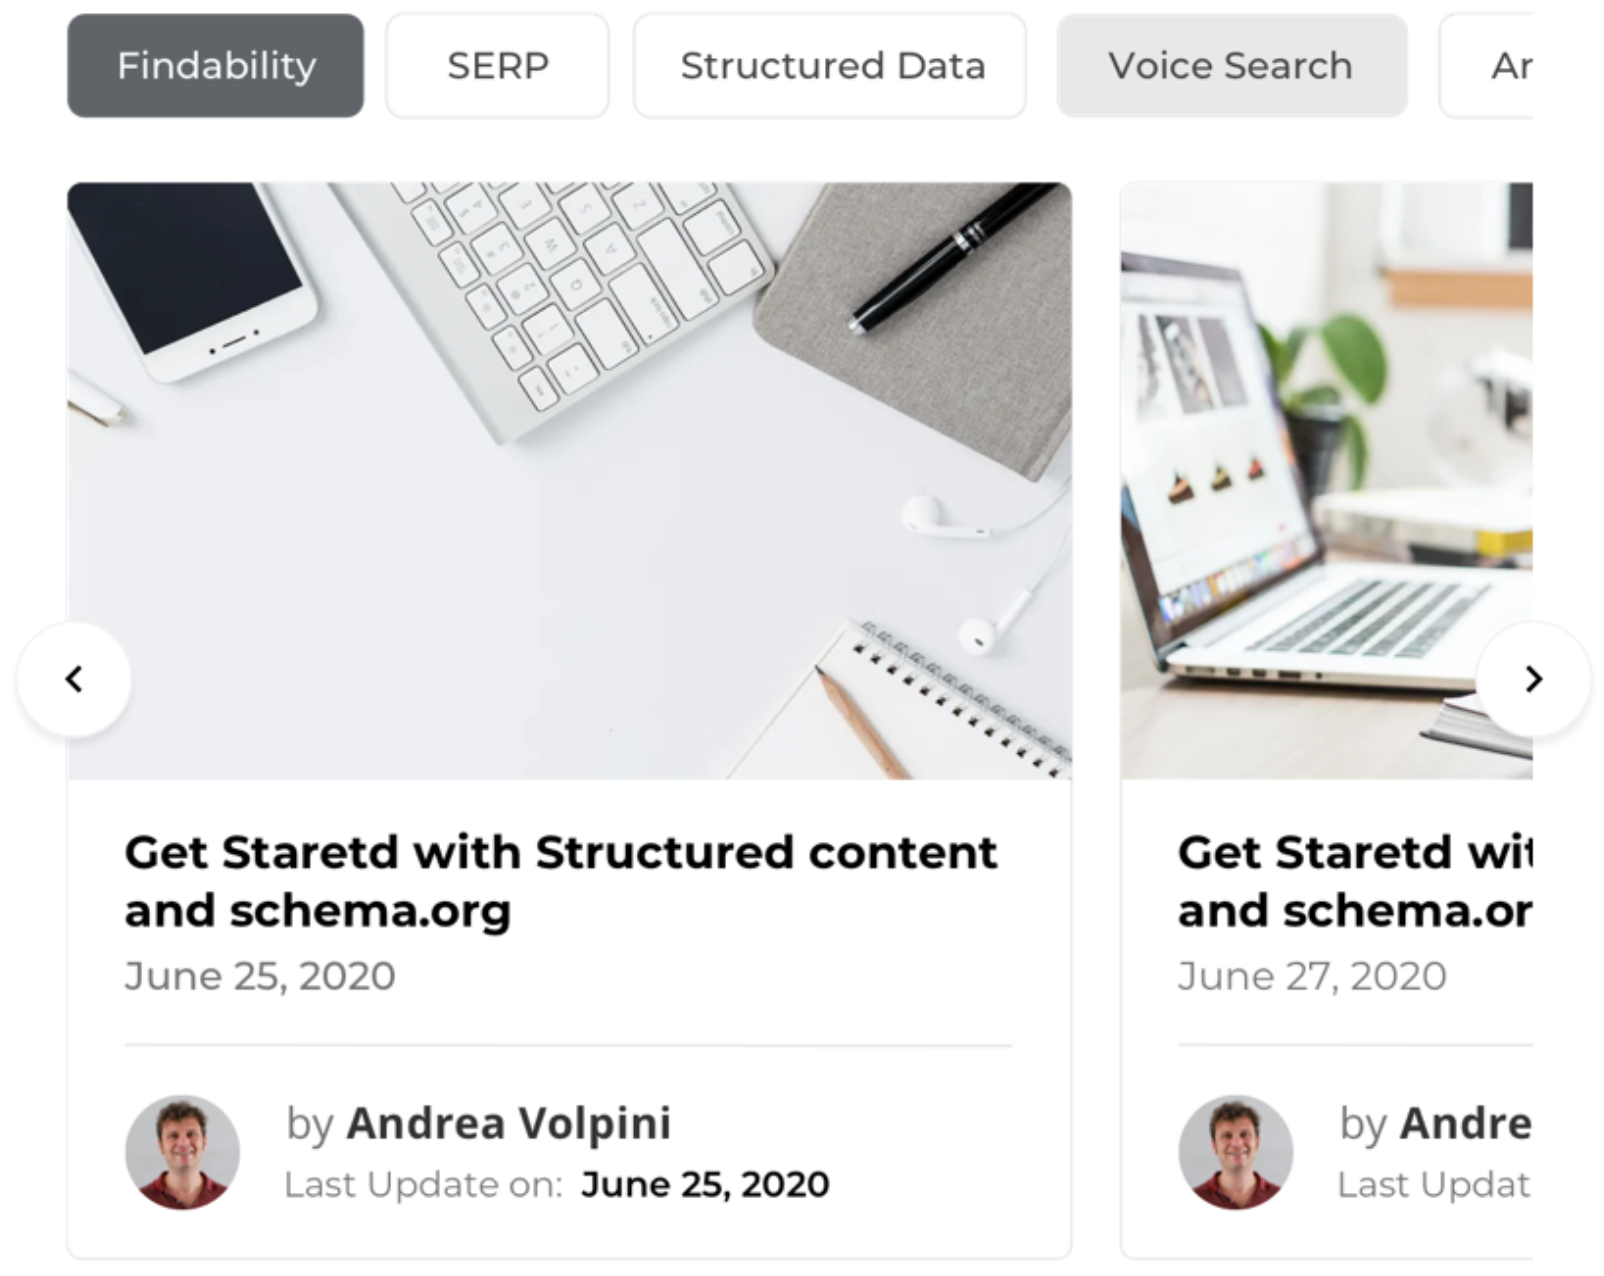 Findability
SERP
Structured Data
Voice Search
Ar
Get Staretd with Structured content
and schema.org
June 25, 2020
by Andrea Volpini
Last Update on: June 25, 2020
Get Staretd wit
and schema.or
June 27, 2020
by Andre
Last Updat